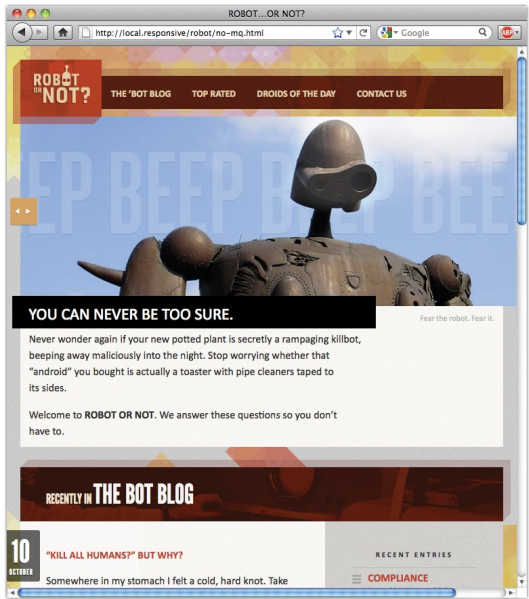 ROBOT...OR NOT?
http://local.responsive/robot/no-mq.html
Google
ABP
ROBOT
OR NOT?
THE 'BOT BLOG
TOP RATED
DROIDS OF THE DAY
CONTACT US
EEP BEEP BEEP BEE
YOU CAN NEVER BE TOO SURE.
Fear the robot. Fear it.
Never wonder again if your new potted plant is secretly a rampaging killbot,
beeping away maliciously into the night. Stop worrying whether that
“android” you bought is actually a toaster with pipe cleaners taped to
its sides.
Welcome to ROBOT OR NOT. We answer these questions so you don’t
have to.
RECENTLY IN THE BOT BLOG
10
OCTOBER
“KILL ALL HUMANS?” BUT WHY?
Somewhere in my stomach I felt a cold, hard knot. Take
RECENT ENTRIES
COMPLIANCE